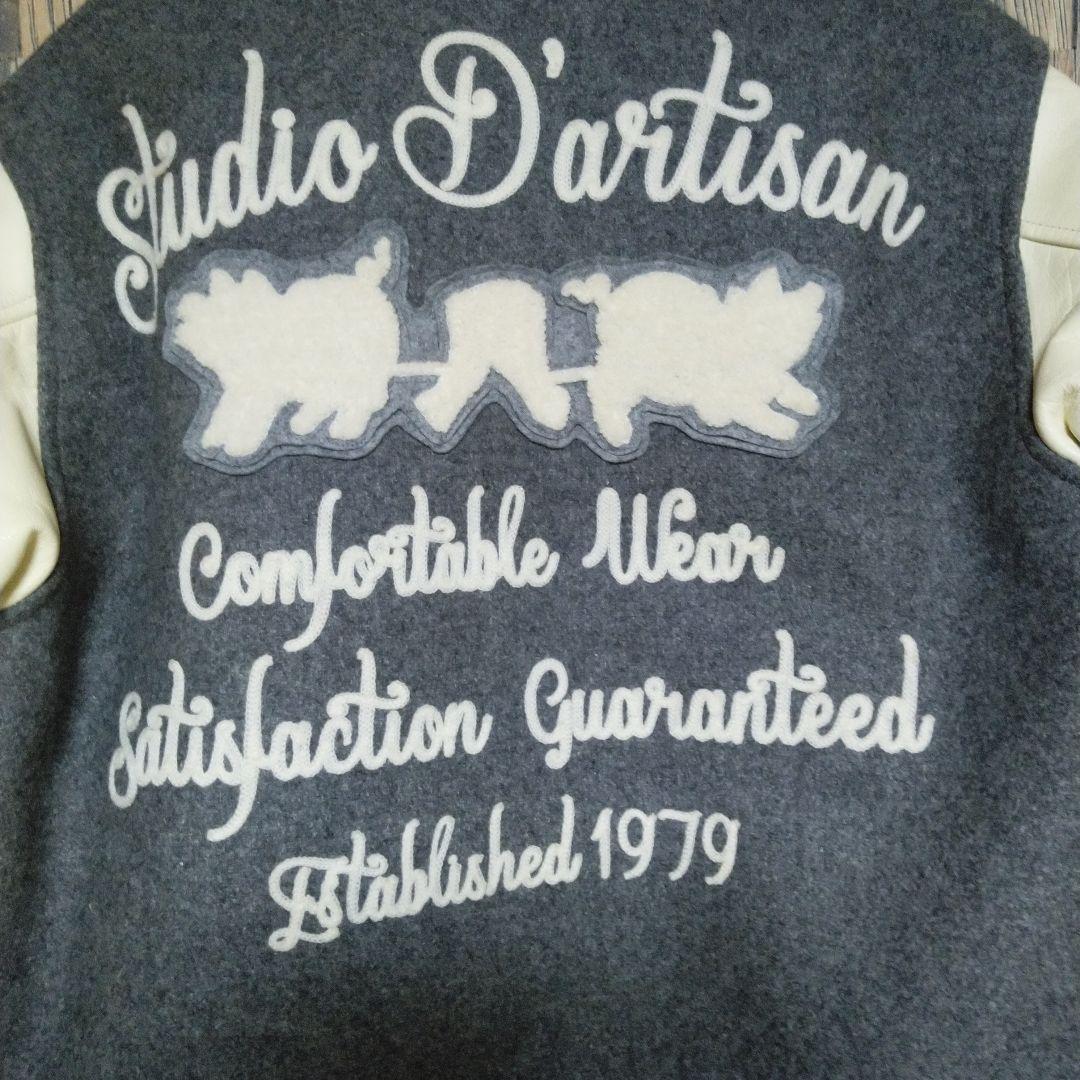 Studio D'artisan
Comfortable Wear
Satisfaction Guaranteed
Established 1979